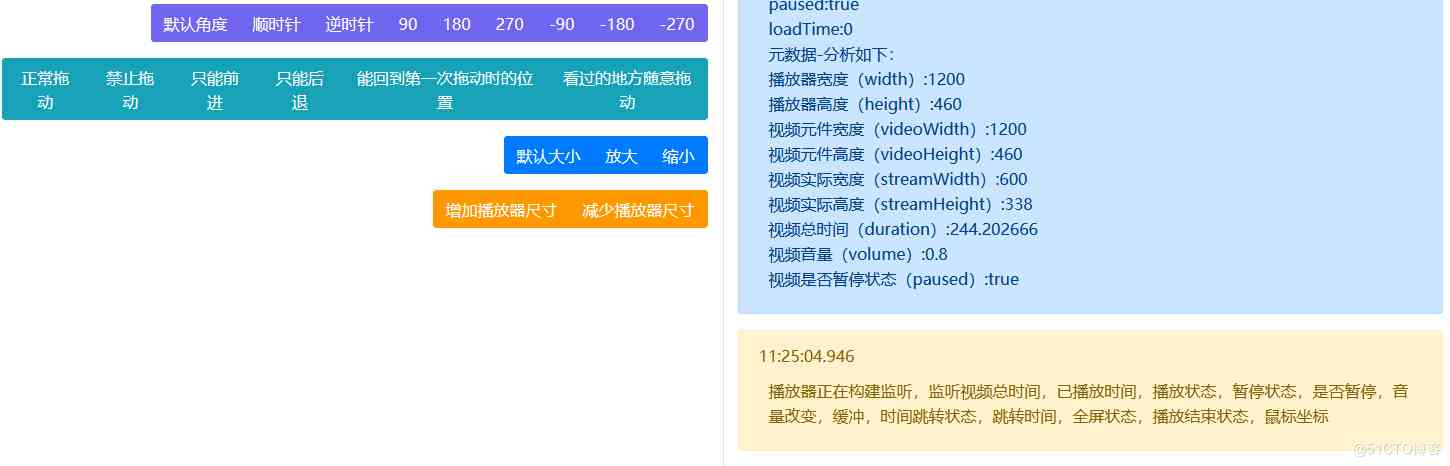 默认角度 顺时针 逆时针 90 180 270 -90 -180 -270
正常拖动 禁止拖动 只能前进 只能后退 能回到第一次拖动时的位置 看过的地方随意拖动
默认大小 放大 缩小
增加播放器尺寸 减少播放器尺寸
paused:true
loadTime:0
元数据-分析如下：
播放器宽度（width）:1200
播放器高度（height）:460
视频元件宽度（videoWidth）:1200
视频元件高度（videoHeight）:460
视频实际宽度（streamWidth）:600
视频实际高度（streamHeight）:338
视频总时间（duration）:244.202666
视频音量（volume）:0.8
视频是否暂停状态（paused）:true
11:25:04.946
播放器正在构建监听，监听视频总时间，已播放时间，播放状态，暂停状态，是否暂停，音
量改变，缓冲，时间跳转状态，跳转时间，全屏状态，播放结束状态，鼠标坐标
@51CTO博客